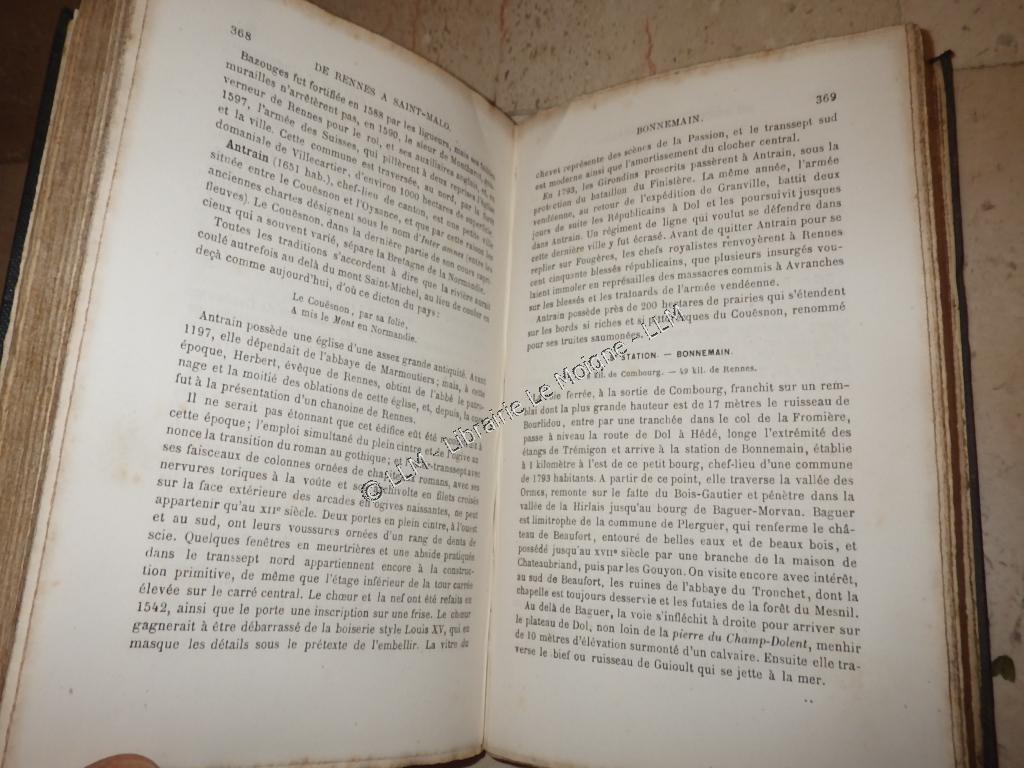 368
DE RENNES A SAINT-MALO.
Bazouges fut fortifiée en 1588 par les ligueurs, mais ses faibles
murailles n'arrêtèrent pas, en 1590, le sieur de Montbarot, gou-
verneur de Rennes pour le roi, et ses auxiliaires anglais, ni, en
1597, l'armée des Suisses, qui pillèrent à deux reprises l'église
et la ville. Cette commune est traversée, au nord, par la forêt
domaniale de Villecartier, d'environ 1000 hectares de superficie.
Antrain (1651 hab.), chef-lieu de canton, est une petite ville
située entre le Couësnon et l'Oysance, et que par cette raison les
anciennes chartes désignent sous le nom d'Inter amnes (entre les
fleuves). Le Couësnon, dans la dernière partie de son cours capri-
cieux qui a souvent varié, sépare la Bretagne de la Normandie.
Toutes les traditions s'accordent à dire que la rivière aurait
coulé autrefois au delà du mont Saint-Michel, au lieu de couler en
deçà comme aujourd'hui, d'où ce dicton du pays:
Le Couësnon, par sa folie,
A mis le Mont en Normandie.
Antrain possède une église d'une assez grande antiquité. Avant
1197, elle dépendait de l'abbaye de Marmoutiers; mais, à cette
époque, Herbert, évêque de Rennes, obtint de l'abbé le patro-
nage et la moitié des oblations de cette église, et, depuis, la cure
fut à la présentation d'un chanoine de Rennes.
Il ne serait pas étonnant que cet édifice eût été à
cette époque; l'emploi simultané du plein cintre et de l'ogive an-
nonce la transition du roman au gothique; et transsept avec
ses faisceaux de colonnes ornées de chapiteaux romans, avec ses
nervures toriques à la voûte et se révolte en filets croisés
sur la face extérieure des arcades en ogives naissantes, ne peut
appartenir qu'au XIIe siècle. Deux portes en plein cintre, à l'ouest
et au sud, ont leurs voussures ornées d'un rang de dents de
scie. Quelques fenêtres en meurtrières et une abside pratiquée
dans le transsept nord appartiennent encore à la construc-
tion primitive, de même que l'étage inférieur de la tour carrée
élevée sur le carré central. Le chœur et la nef ont été refaits en
1542, ainsi que le porte une inscription sur une frise. Le chœur
gagnerait à être débarrassé de la boiserie style Louis XV, qui en
masque les détails sous le prétexte de l'embellir. La vitre du
BONNEMAIN.
369
chevet représente des scènes de la Passion, et le transsept sud
est moderne ainsi que l'amortissement du clocher central.
En 1793, les Girondins proscrits passèrent à Antrain, sous la
protection du bataillon du Finistère. La même année, l'armée
vendéenne, au retour de l'expédition de Granville, battit deux
jours de suite les Républicains à Dol et les poursuivit jusques
dans Antrain. Un régiment de ligne qui voulut se défendre dans
cette dernière ville y fut écrasé. Avant de quitter Antrain pour se
replier sur Fougères, les chefs royalistes renvoyèrent à Rennes
cent cinquante blessés républicains, que plusieurs insurgés vou-
laient immoler en représailles des massacres commis à Avranches
sur les blessés et les traînards de l'armée vendéenne.
Antrain possède près de 200 hectares de prairies qui s'étendent
sur les bords si riches et si pittoresques du Couësnon, renommé
pour ses truites saumonées.
STATION. — BONNEMAIN.
kil. de Combourg. — 49 kil. de Rennes.
ferrée, à la sortie de Combourg, franchit sur un rem-
blai dont la plus grande hauteur est de 17 mètres le ruisseau de
Bourlidou, entre par une tranchée dans le col de la Fromière,
passe à niveau la route de Dol à Hédé, longe l'extrémité des
étangs de Trémigon et arrive à la station de Bonnemain, établie
à 1 kilomètre à l'est de ce petit bourg, chef-lieu d'une commune
de 1793 habitants. A partir de ce point, elle traverse la vallée des
Ormes, remonte sur le faîte du Bois-Gautier et pénètre dans la
vallée de la Hirlais jusqu'au bourg de Baguer-Morvan. Baguer
est limitrophe de la commune de Plerguer, qui renferme le châ-
teau de Beaufort, entouré de belles eaux et de beaux bois, et
possédé jusqu'au XVIIe siècle par une branche de la maison de
Chateaubriand, puis par les Gouyon. On visite encore avec intérêt,
au sud de Beaufort, les ruines de l'abbaye du Tronchet, dont la
chapelle est toujours desservie et les futaies de la forêt du Mesnil.
Au delà de Baguer, la voie s'infléchit à droite pour arriver sur
le plateau de Dol, non loin de la pierre du Champ-Dolent, menhir
de 10 mètres d'élévation surmonté d'un calvaire. Ensuite elle tra-
verse le bief ou ruisseau de Guioult qui se jette à la mer.
© LLM - Librairie Le Moigne - LLM